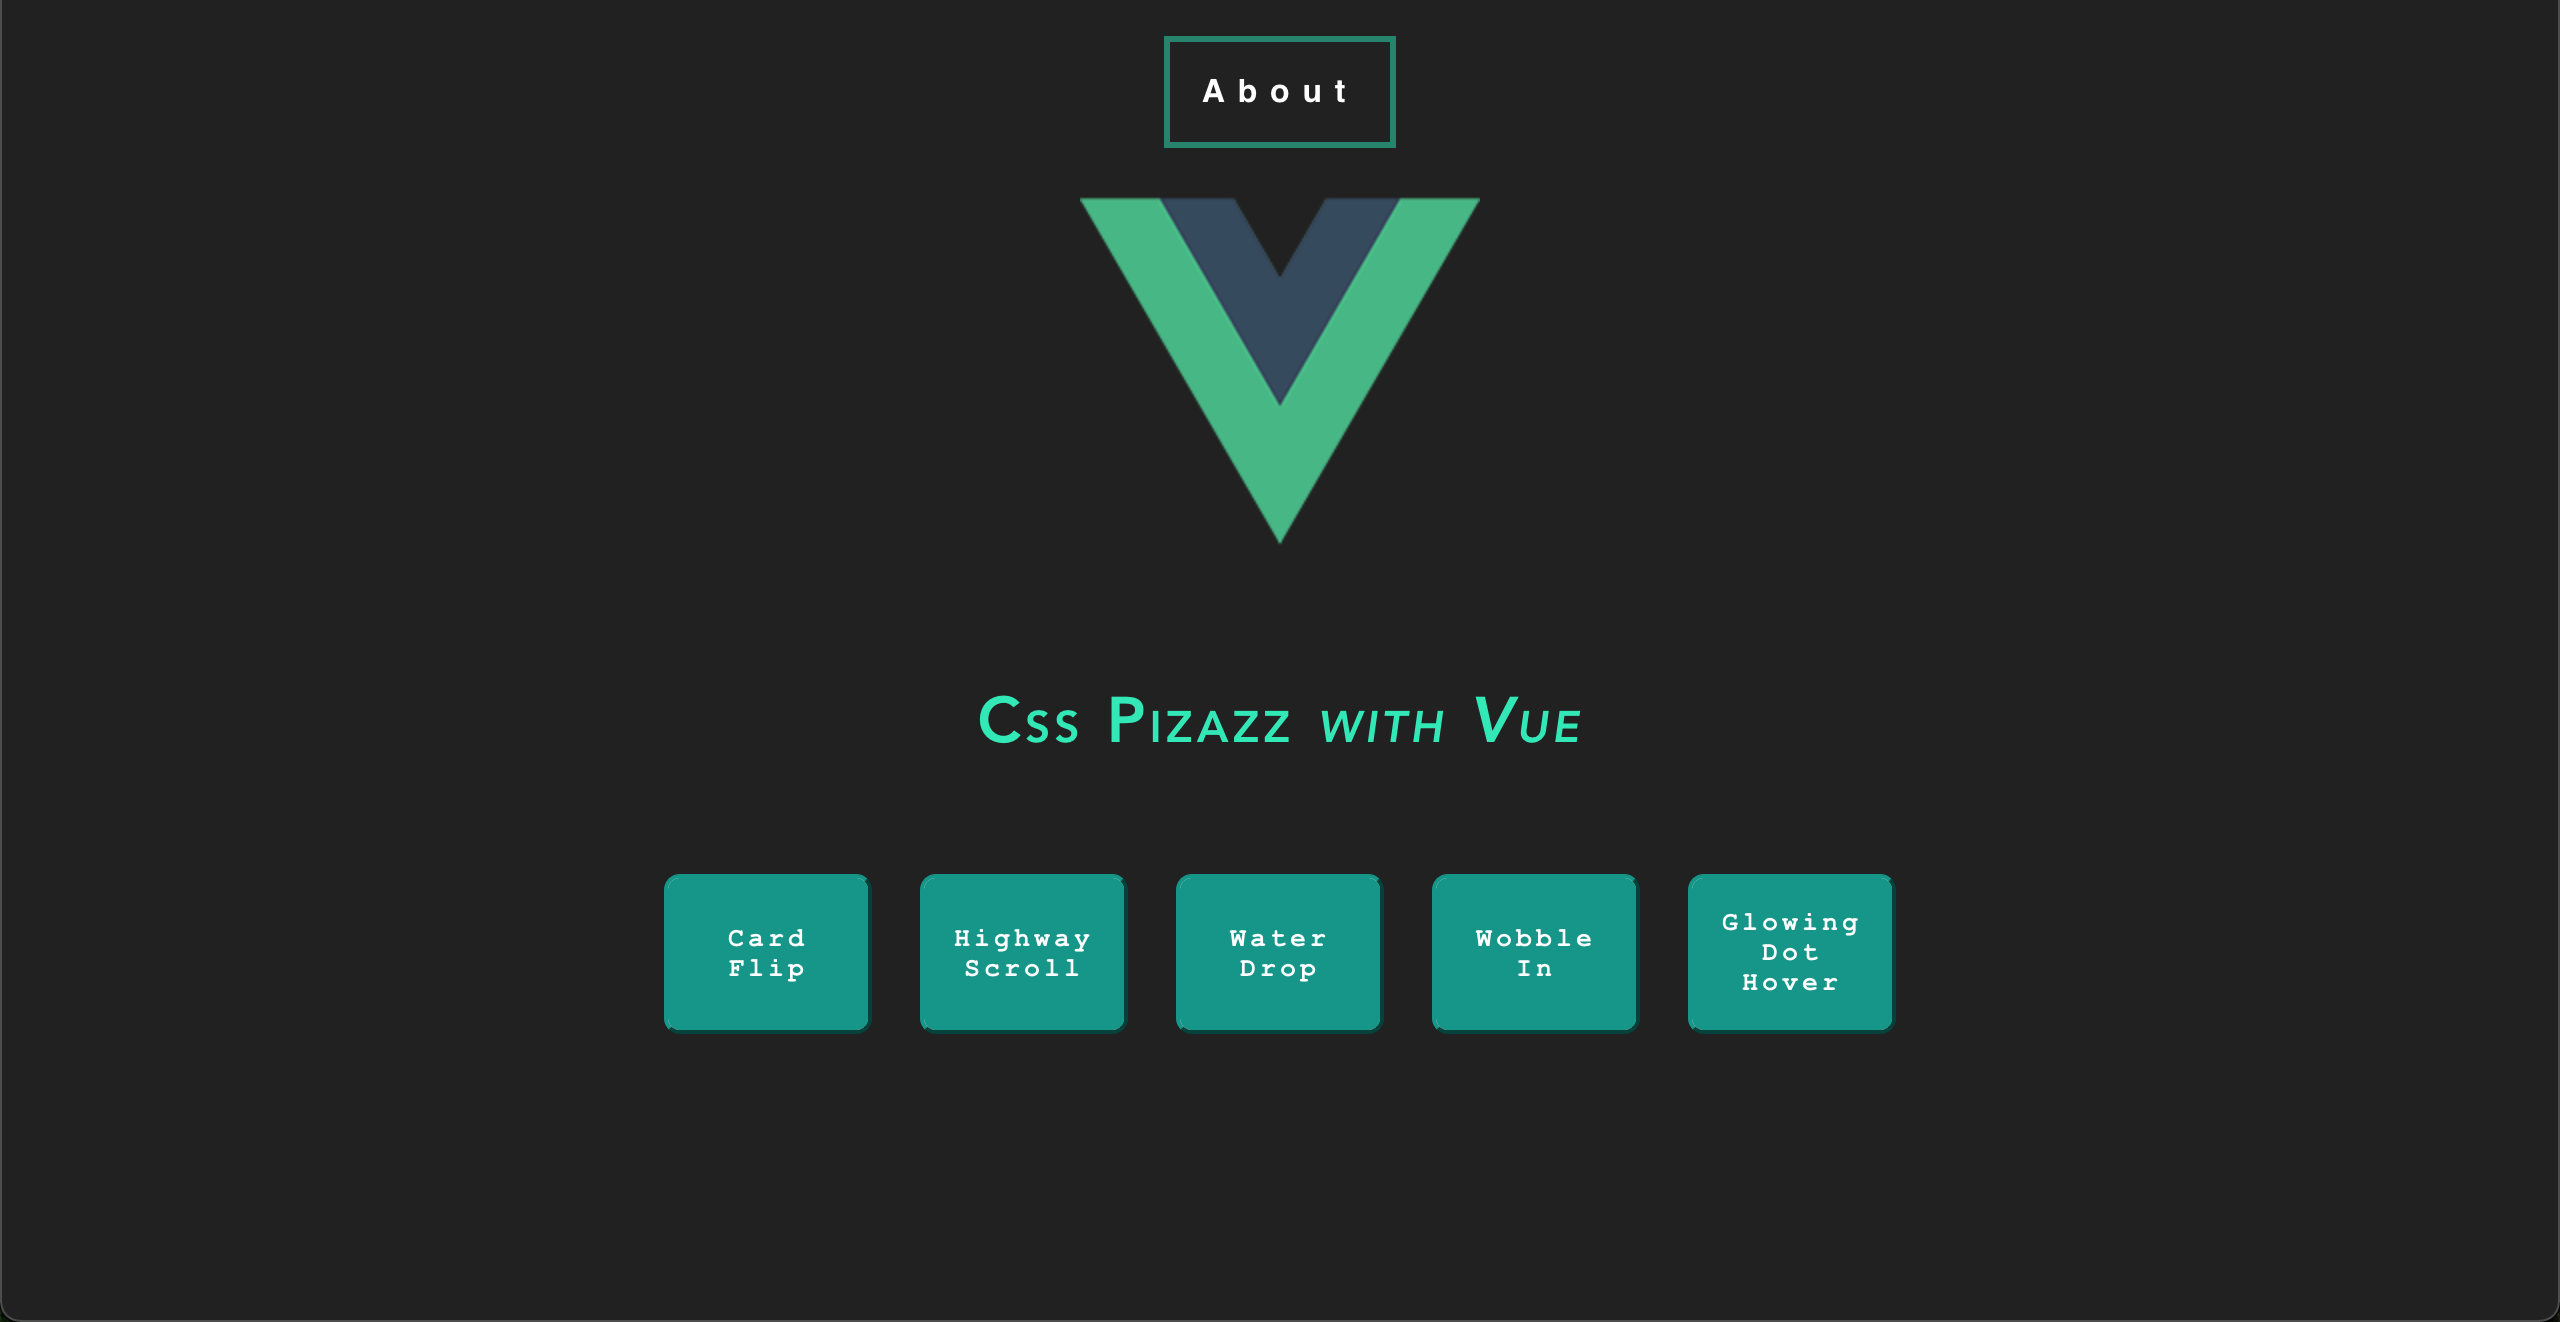 About
Css Pizazz with Vue
Card
Flip
Highway
Scroll
Water
Drop
Wobble
In
Glowing
Dot
Hover